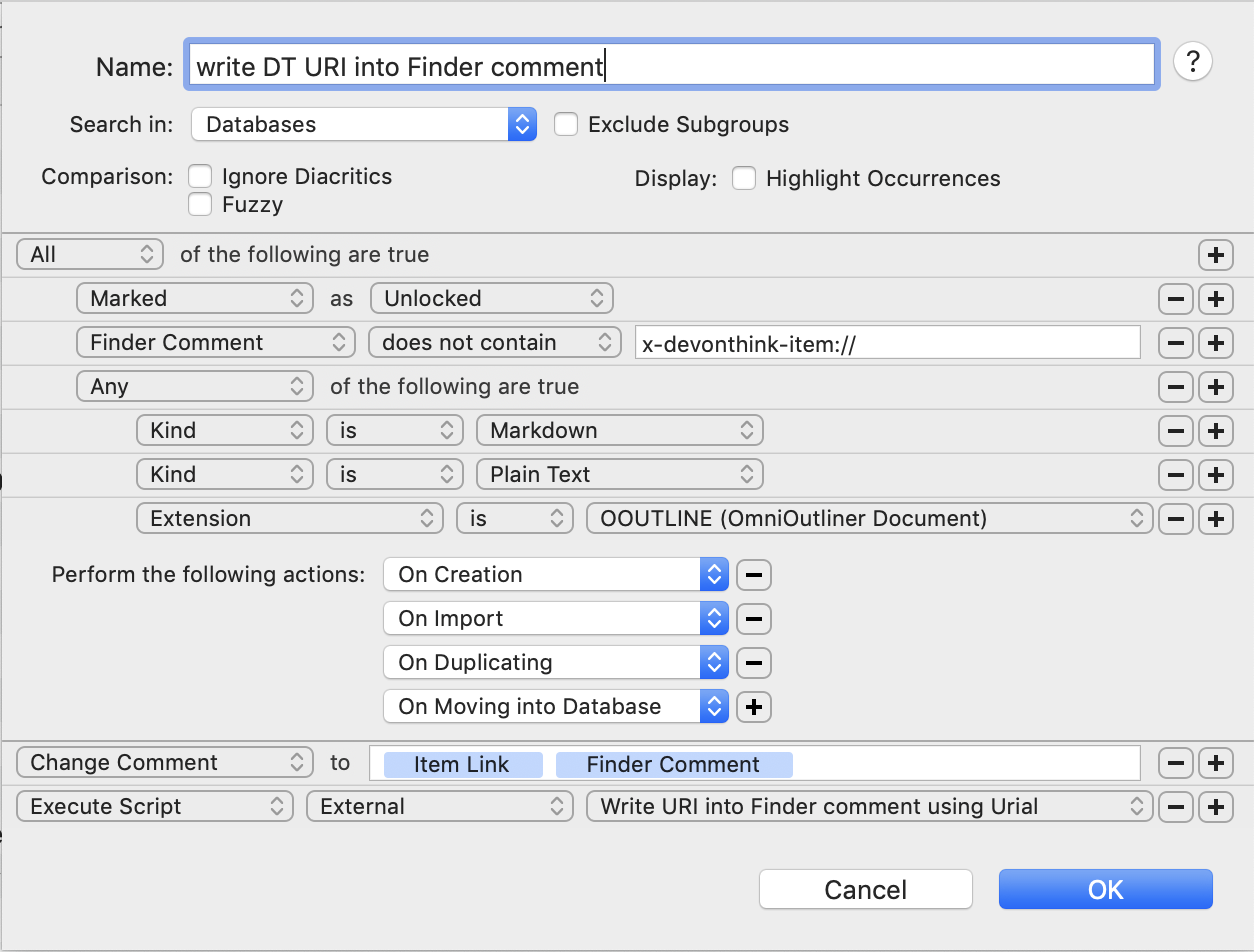 Name: write DT URI into Finder comment ?
Search in: Databases Exclude Subgroups
Comparison: Ignore Diacritics Display: Highlight Occurrences
Fuzzy
All of the following are true
Marked as Unlocked
Finder Comment does not contain x-devonthink-item://
Any of the following are true
Kind is Markdown
Kind is Plain Text
Extension is OOUTLINE (OmniOutliner Document)
Perform the following actions: On Creation
On Import
On Duplicating
On Moving into Database
Change Comment to Item Link Finder Comment
Execute Script External Write URI into Finder comment using Urial
Cancel OK